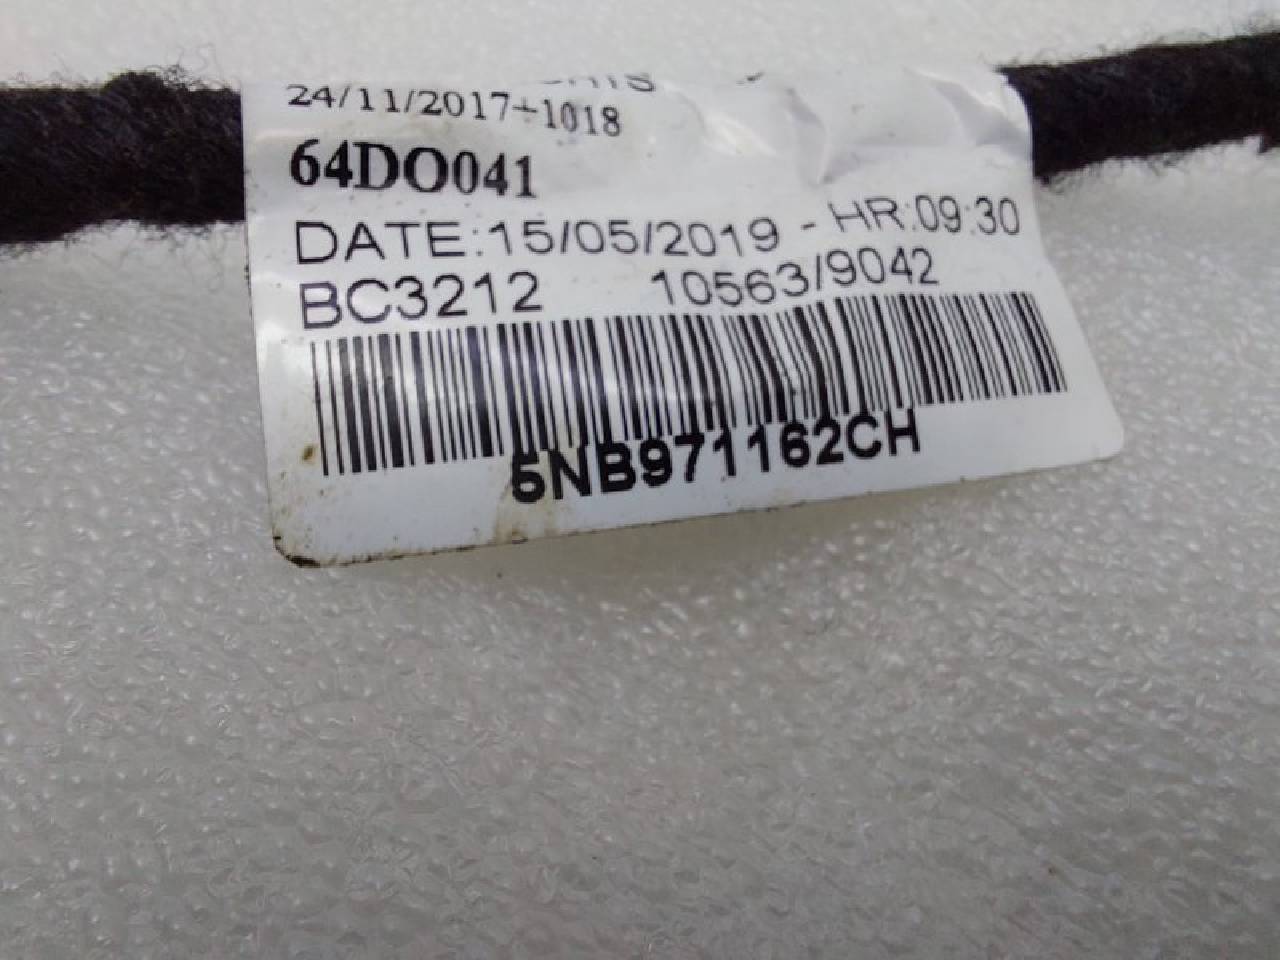 24/11/2017-1018
64DO041
DATE:15/05/2019 - HR:09:30
BC3212 10563/9042
5NB971162CH